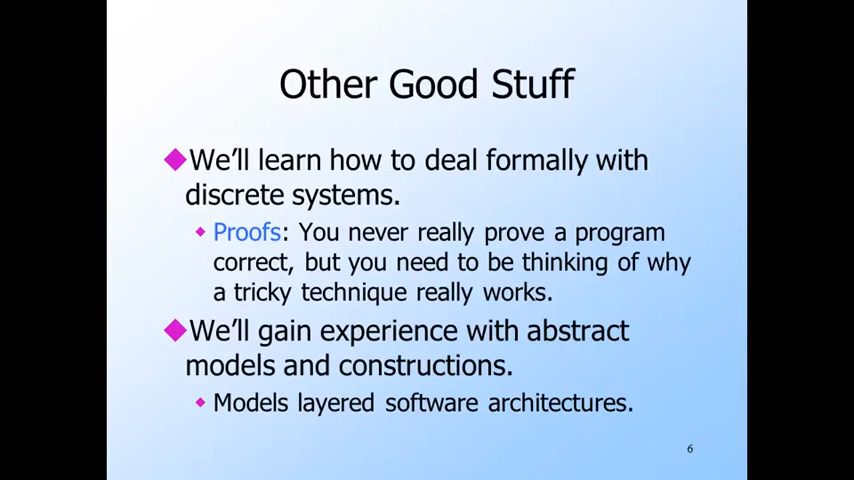 Other Good Stuff
We'll learn how to deal formally with
discrete systems.
Proofs: You never really prove a program
correct, but you need to be thinking of why
a tricky technique really works.
We'll gain experience with abstract
models and constructions.
Models layered software architectures.
6